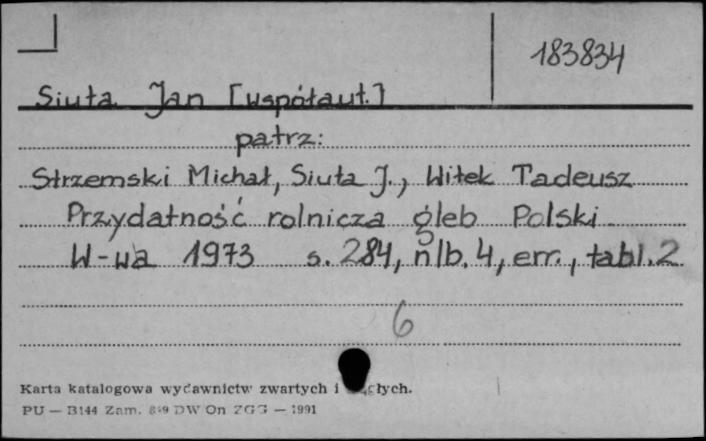 183834
Siuta Jan [współaut.]
patrz:
Strzemski Michał, Siuta J., Witek Tadeusz
Przydatność rolnicza gleb Polski
W-wa 1973 s. 284, nlb. 4, err., tabl. 2
6
Karta katalogowa wydawnictw zwartych i ciągłych.
PU — B144 Zam. 849 DW On ZGG — 1991